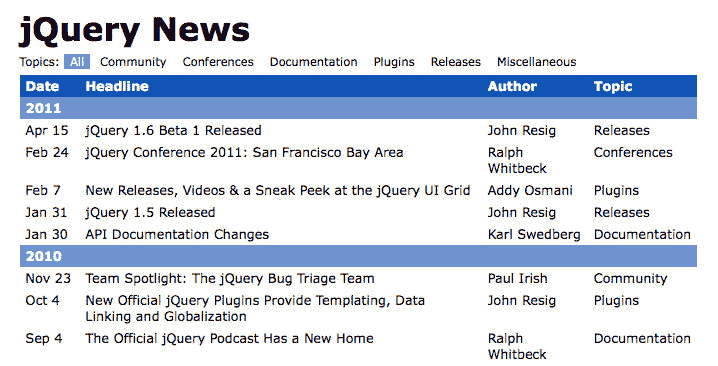 jQuery News
Topics: All Community Conferences Documentation Plugins Releases Miscellaneous
Date Headline Author Topic
2011
Apr 15 jQuery 1.6 Beta 1 Released John Resig Releases
Feb 24 jQuery Conference 2011: San Francisco Bay Area Ralph Conferences
Whitbeck
Feb 7 New Releases, Videos & a Sneak Peek at the jQuery UI Grid Addy Osmani Plugins
Jan 31 jQuery 1.5 Released John Resig Releases
Jan 30 API Documentation Changes Karl Swedberg Documentation
2010
Nov 23 Team Spotlight: The jQuery Bug Triage Team Paul Irish Community
Oct 4 New Official jQuery Plugins Provide Templating, Data John Resig Plugins
Linking and Globalization
Sep 4 The Official jQuery Podcast Has a New Home Ralph Documentation
Whitbeck